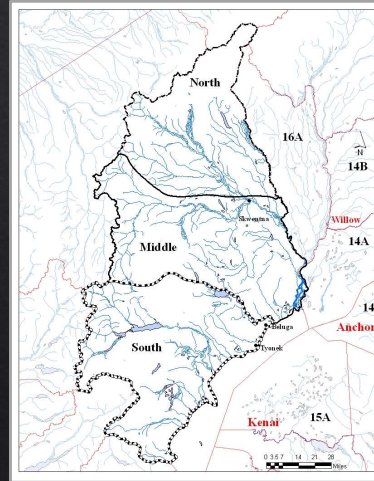 North
16A
N
14B
Skwentna
Willow
14A
Middle
14
Beluga
Anchor
Tyonek
South
15A
Kenai
0 3.5 7 14 21 28
Miles